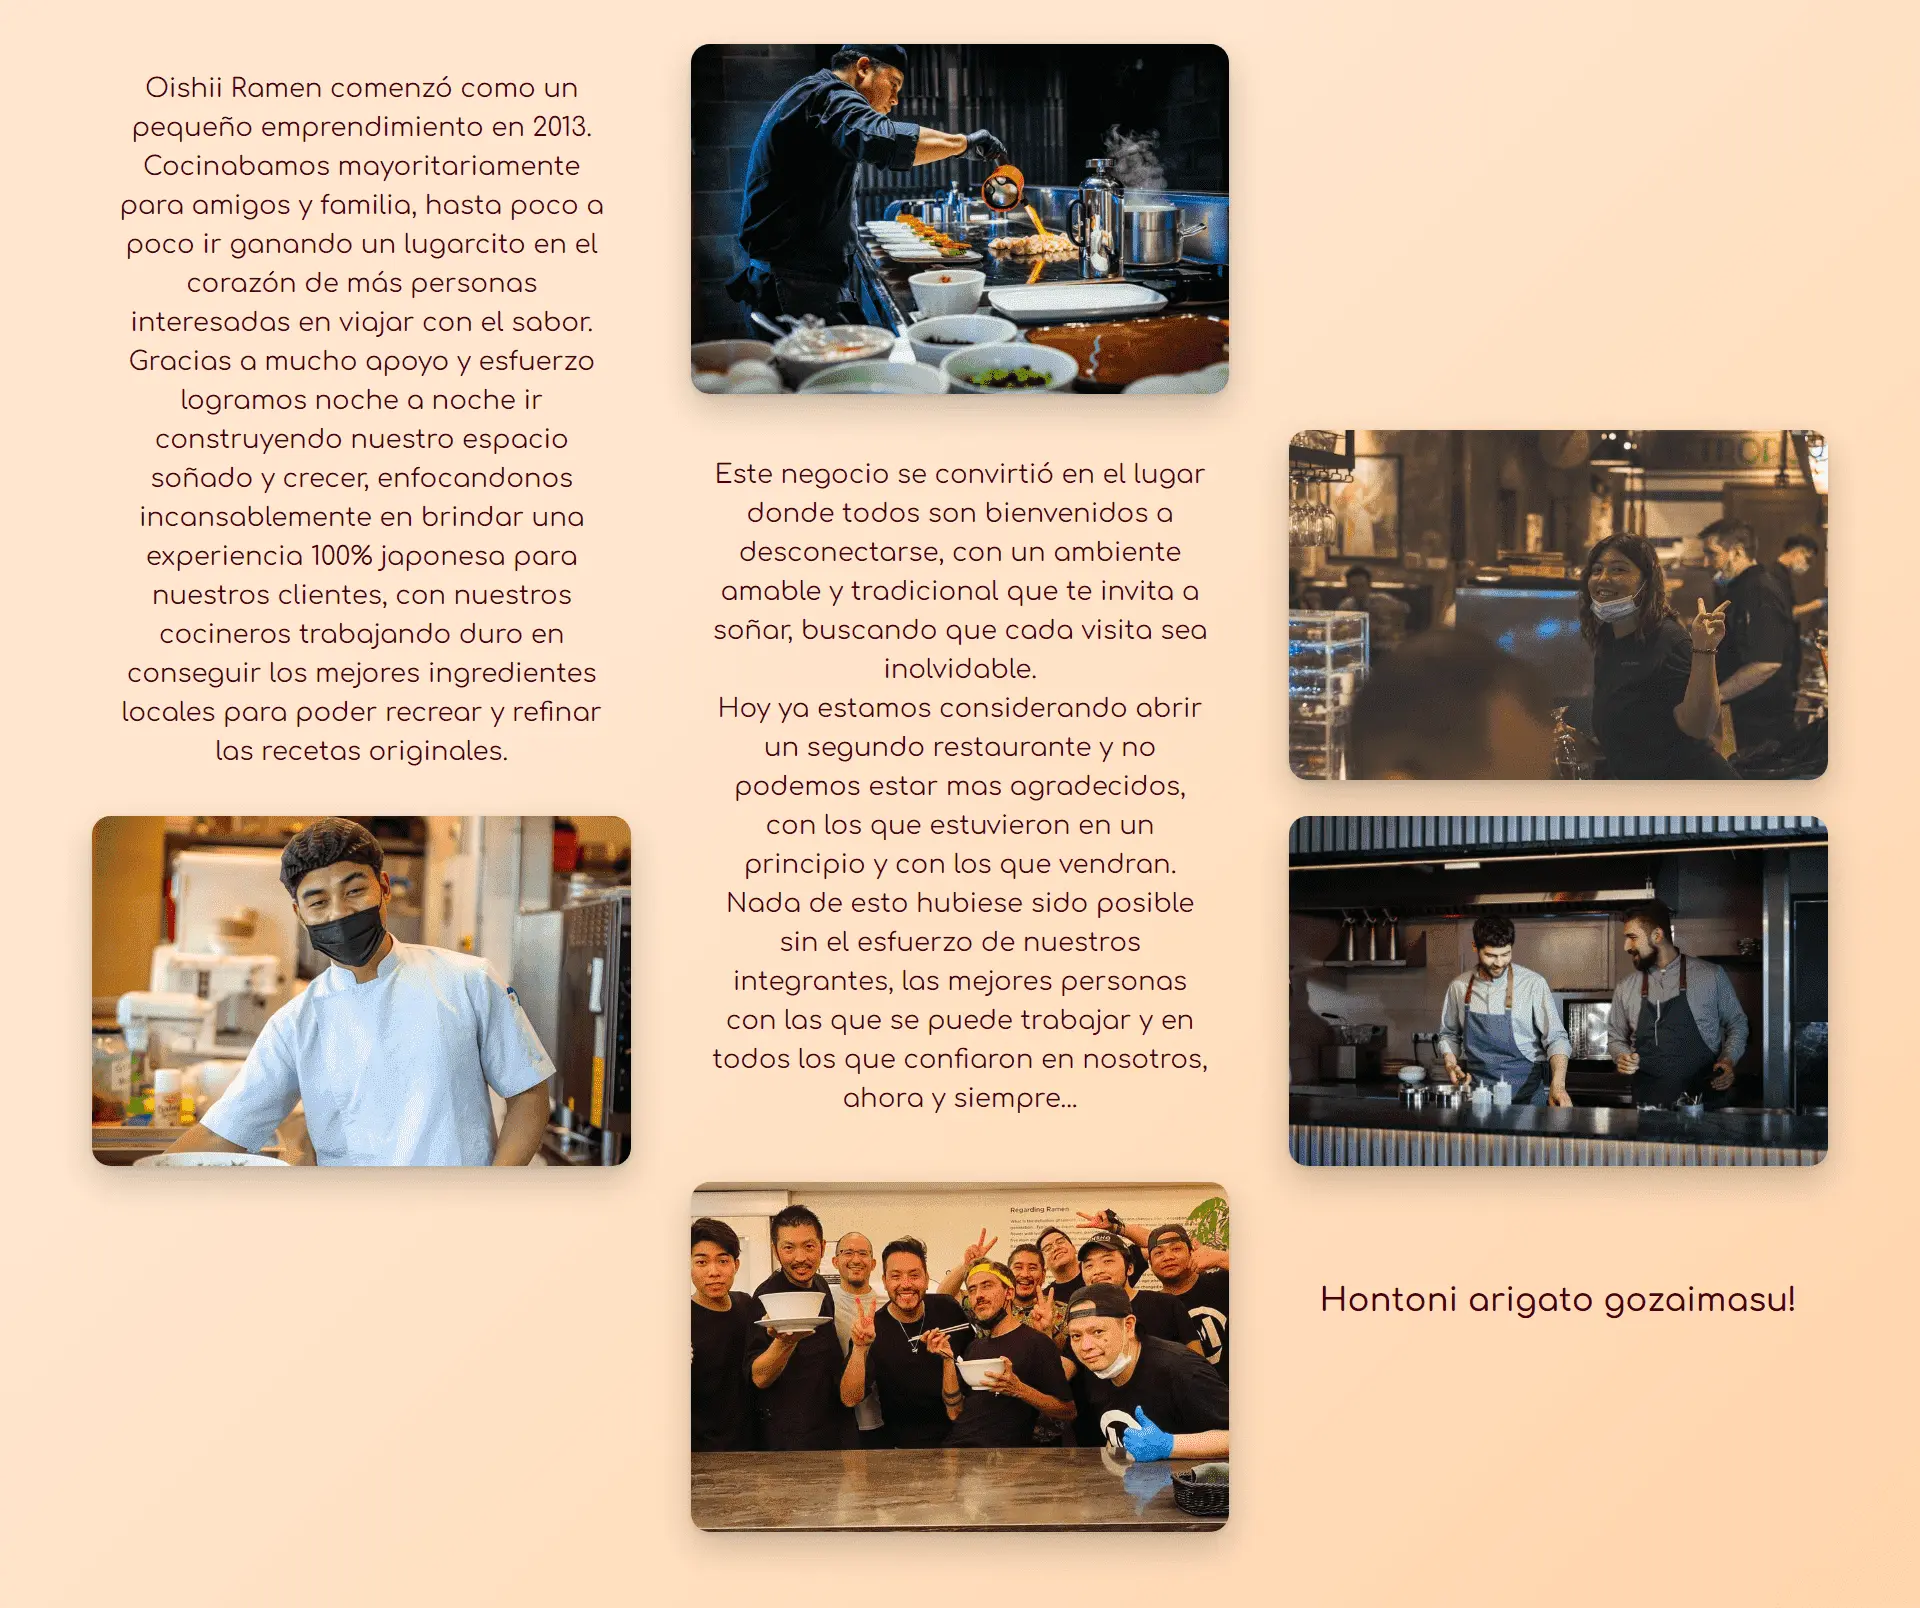 Oishii Ramen comenzó como un
pequeño emprendimiento en 2013.
Cocinabamos mayoritariamente
para amigos y familia, hasta poco a
poco ir ganando un lugarcito en el
corazón de más personas
interesadas en viajar con el sabor.
Gracias a mucho apoyo y esfuerzo
logramos noche a noche ir
construyendo nuestro espacio
soñado y crecer, enfocandonos
incansablemente en brindar una
experiencia 100% japonesa para
nuestros clientes, con nuestros
cocineros trabajando duro en
conseguir los mejores ingredientes
locales para poder recrear y refinar
las recetas originales.
Este negocio se convirtió en el lugar
donde todos son bienvenidos a
desconectarse, con un ambiente
amable y tradicional que te invita a
soñar, buscando que cada visita sea
inolvidable.
Hoy ya estamos considerando abrir
un segundo restaurante y no
podemos estar mas agradecidos,
con los que estuvieron en un
principio y con los que vendran.
Nada de esto hubiese sido posible
sin el esfuerzo de nuestros
integrantes, las mejores personas
con las que se puede trabajar y en
todos los que confiaron en nosotros,
ahora y siempre...
Regarding Ramen
Hontoni arigato gozaimasu!